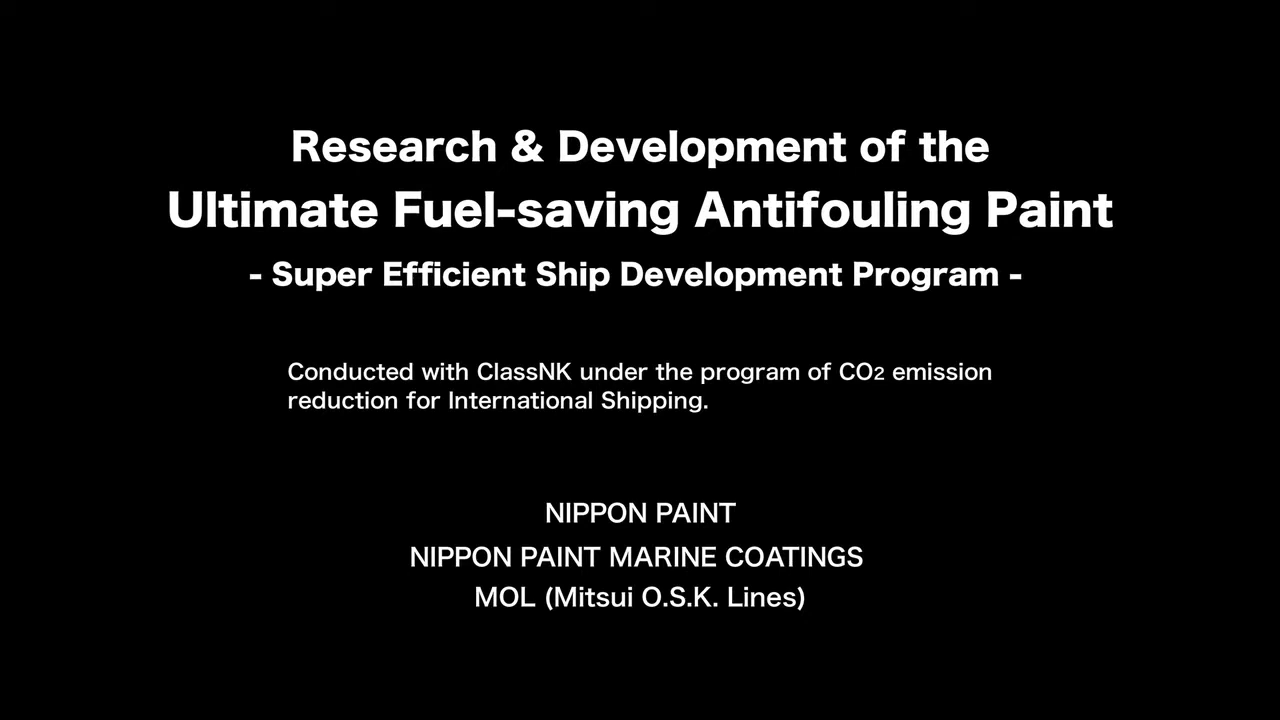 Research & Development of the
Ultimate Fuel-saving Antifouling Paint
- Super Efficient Ship Development Program -
Conducted with ClassNK under the program of CO2 emission
reduction for International Shipping.
NIPPON PAINT
NIPPON PAINT MARINE COATINGS
MOL (Mitsui O.S.K. Lines)